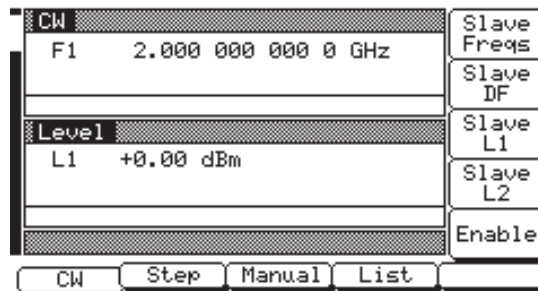 CW
F1 2.000 000 000 0 GHz
Level
L1 +0.00 dBm
Slave
Freqs
Slave
DF
Slave
L1
Slave
L2
Enable
CW Step Manual List